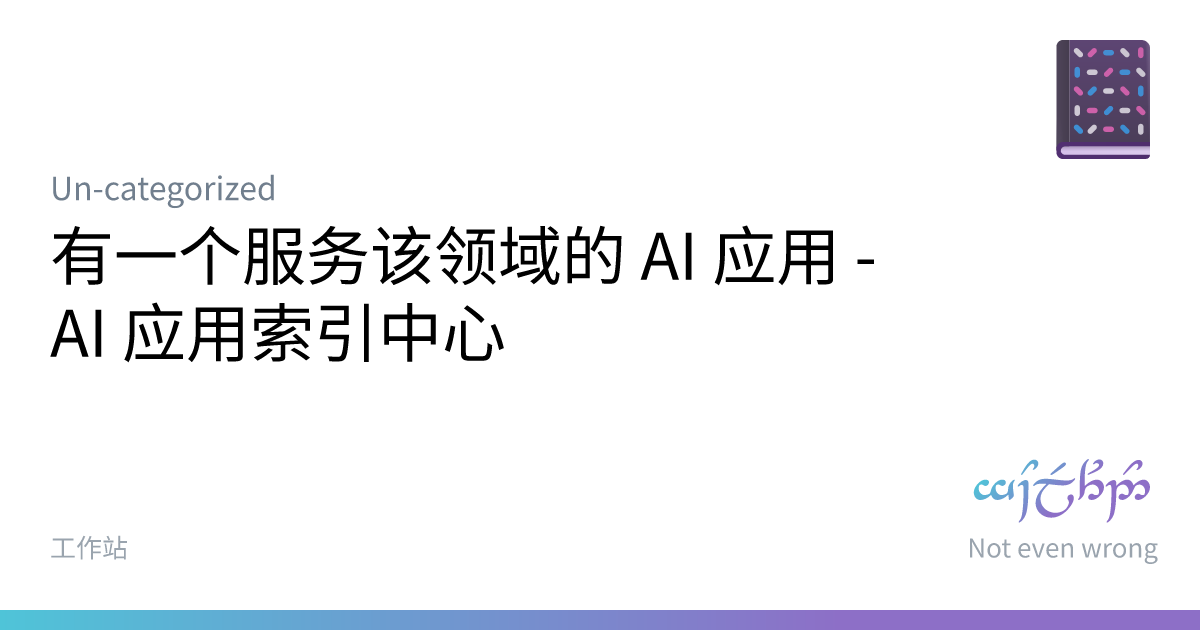 Un-categorized
有一个服务该领域的 AI 应用 -
AI 应用索引中心
工作站
Not even wrong